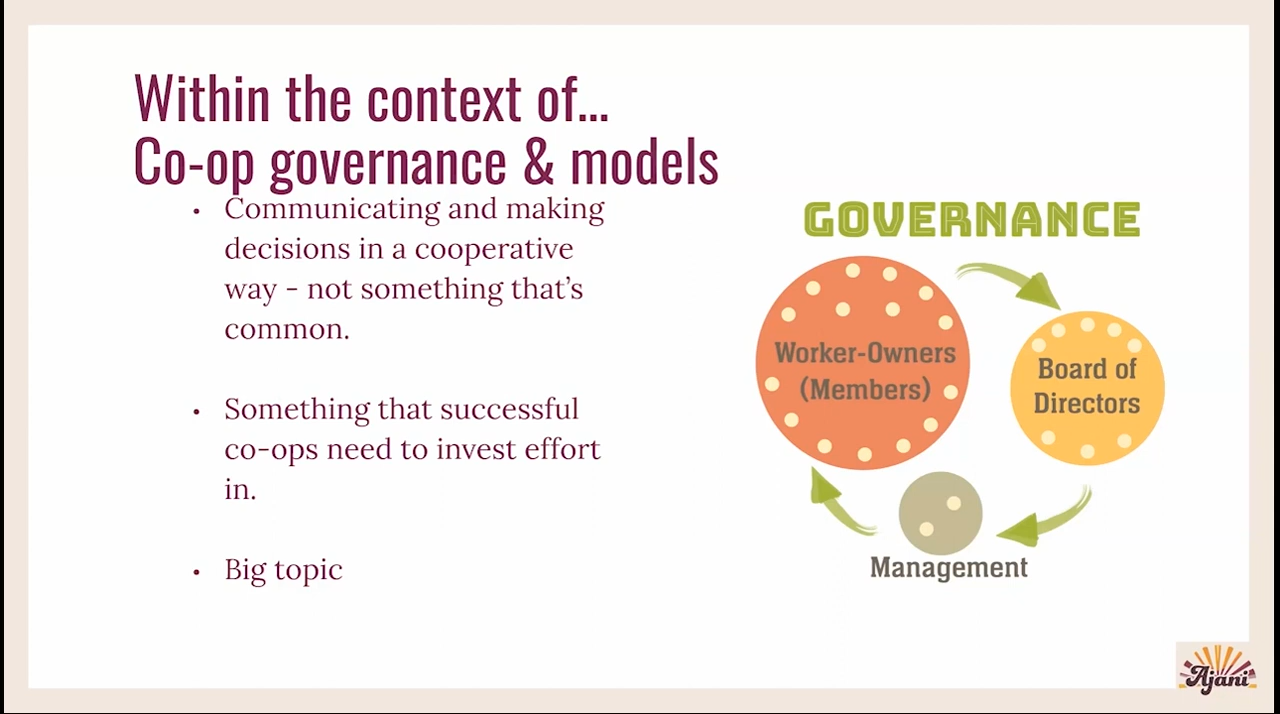 Within the context of...
Co-op governance & models
• Communicating and making
decisions in a cooperative
way - not something that's
common.
• Something that successful
co-ops need to invest effort
in.
• Big topic
GOVERNANCE
Worker-Owners
(Members)
Board of
Directors
Management
Ajani